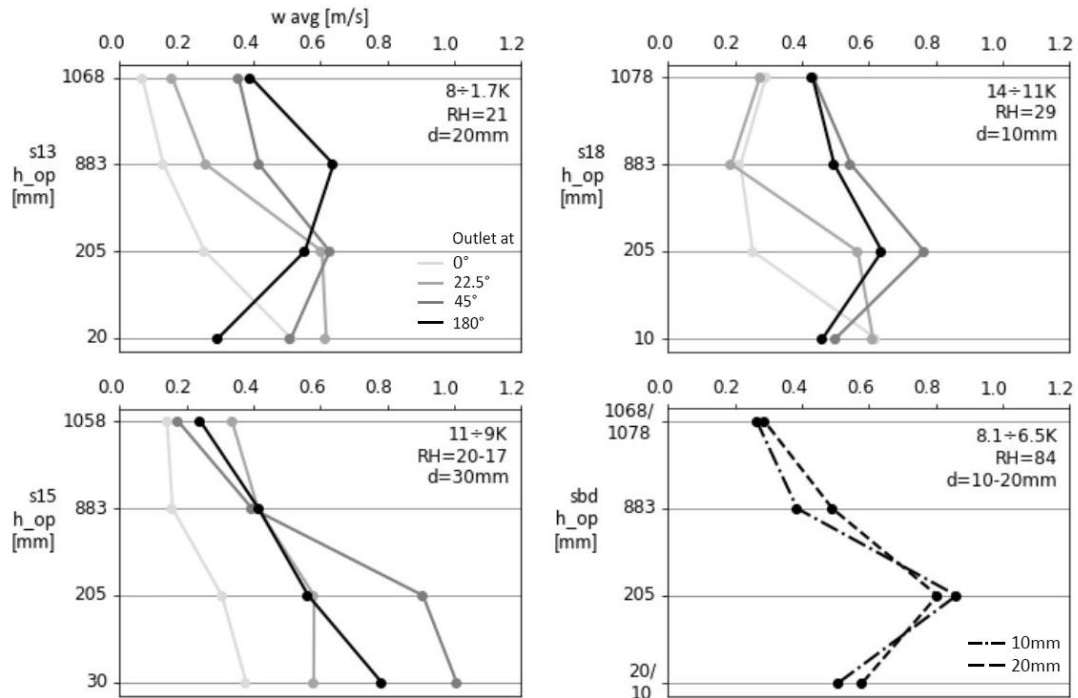 w avg [m/s]
0.0 0.2 0.4 0.6 0.8 1.0 1.2
1068
8÷1.7K
RH=21
d=20mm
s13
h_op
[mm]
883
205
20
Outlet at
0°
22.5°
45°
180°
0.0 0.2 0.4 0.6 0.8 1.0 1.2
1078
14÷11K
RH=29
d=10mm
s18
h_op
[mm]
883
205
10
0.0 0.2 0.4 0.6 0.8 1.0 1.2
1058
11÷9K
RH=20-17
d=30mm
s15
h_op
[mm]
883
205
30
0.0 0.2 0.4 0.6 0.8 1.0 1.2
1068/
1078
8.1÷6.5K
RH=84
d=10-20mm
sbd
h_op
[mm]
883
205
20/
10
10mm
20mm